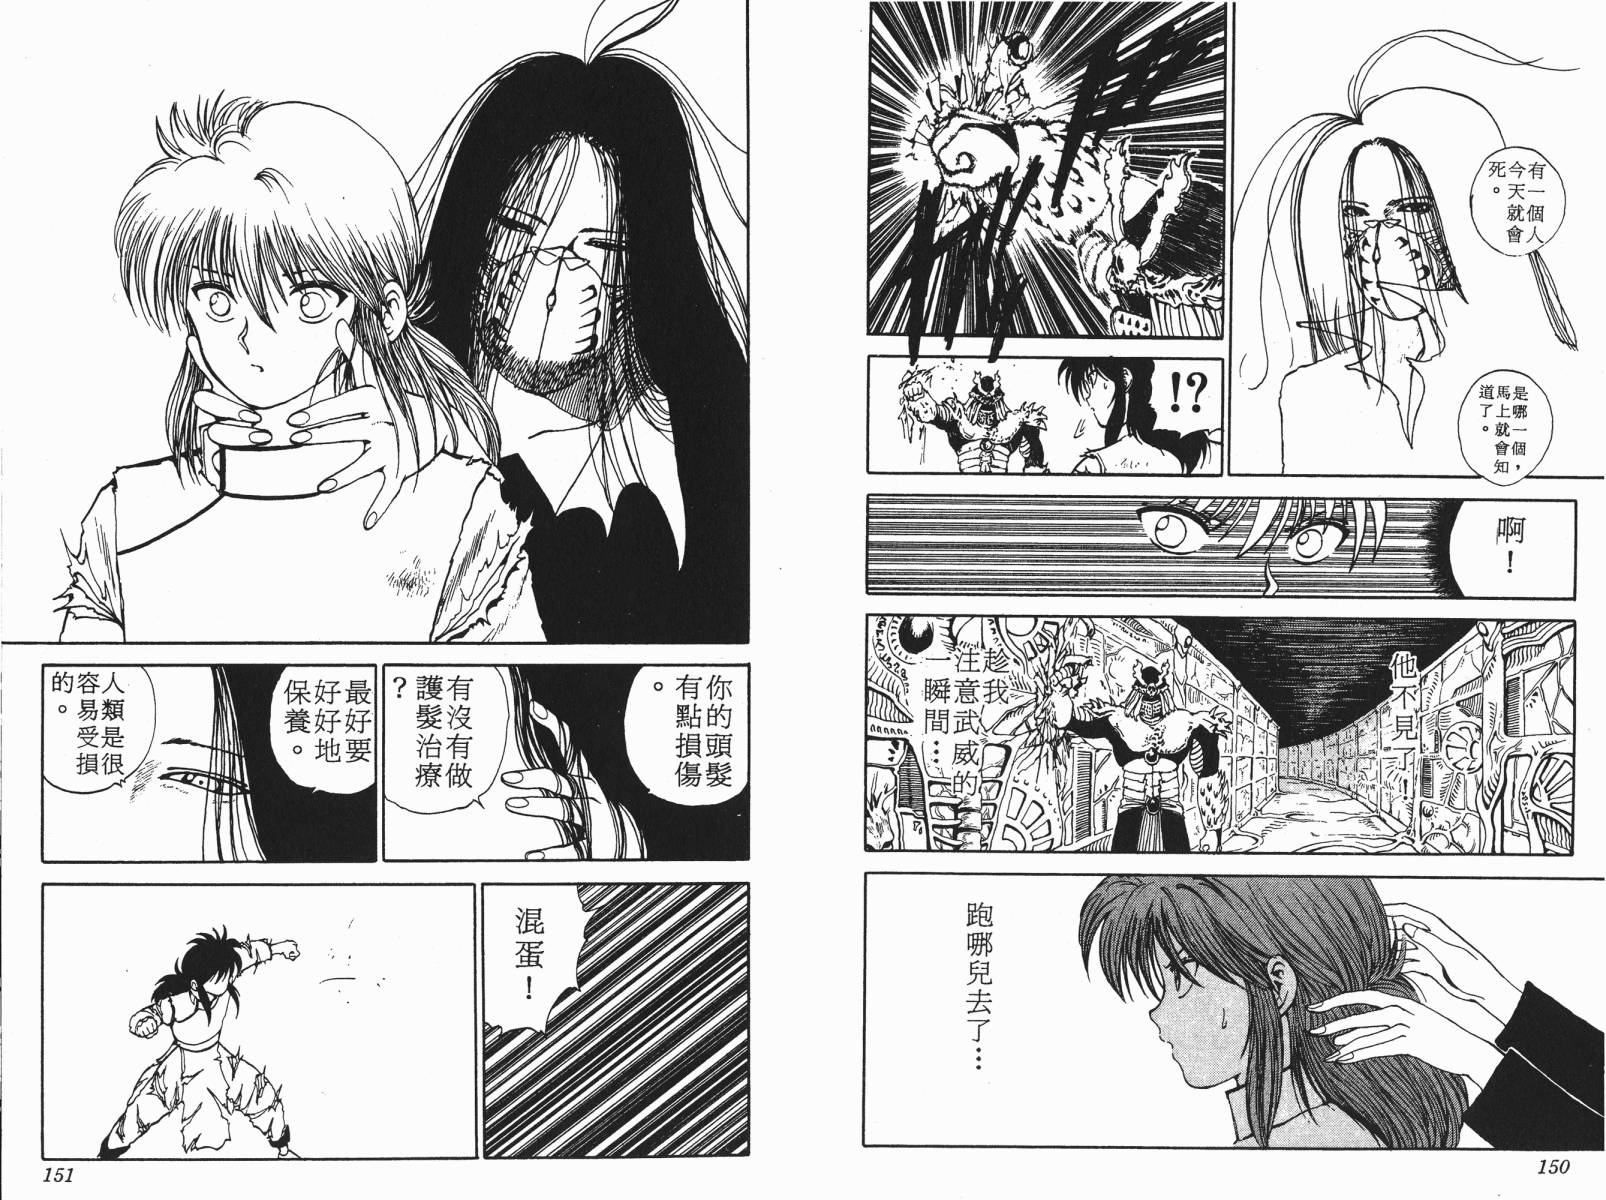 有一個人
今天就會
死。
是哪一個，
馬上就會知
道了。
!?
啊！
他不見了！
趁我
注意武威的
一瞬間…
跑哪兒去了…
150
你的頭髮
有點損傷
。
有沒有做
護髮治療
？
最好要
好好地
保養。
人類是很
容易受損
的。
混蛋！
151